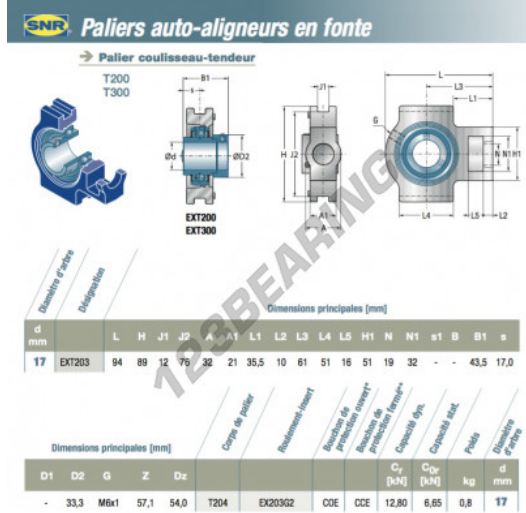 SNR Paliers auto-aligneurs en fonte
Palier coulisseau-tendeur
T200
T300
B1
s
Ød
ØD2
EXT200
EXT300
J1
H
J2
A1
A
L
L3
L1
G
N
N1
H1
L4
L5
L2
123BEARING
Diamètre d'arbre
Désignation
Dimensions principales [mm]
d
mm
L H J1 J2 A1 L1 L2 L3 L4 L5 H1 N N1 s1 B B1 s
17 EXT203 94 89 12 76 32 21 35,5 10 61 51 16 51 19 32 - - 43,5 17,0
Dimensions principales [mm]
Corps de palier
Roulement-insert
Bouchon de protection ouvert*
Bouchon de protection fermé**
Capacité dyn.
Capacité stat.
Poids
Diamètre d'arbre
D1 D2 G Z Dz Cr [kN] C0r [kN] kg d mm
- 33,3 M6x1 57,1 54,0 T204 EX203G2 COE CCE 12,80 6,65 0,8 17